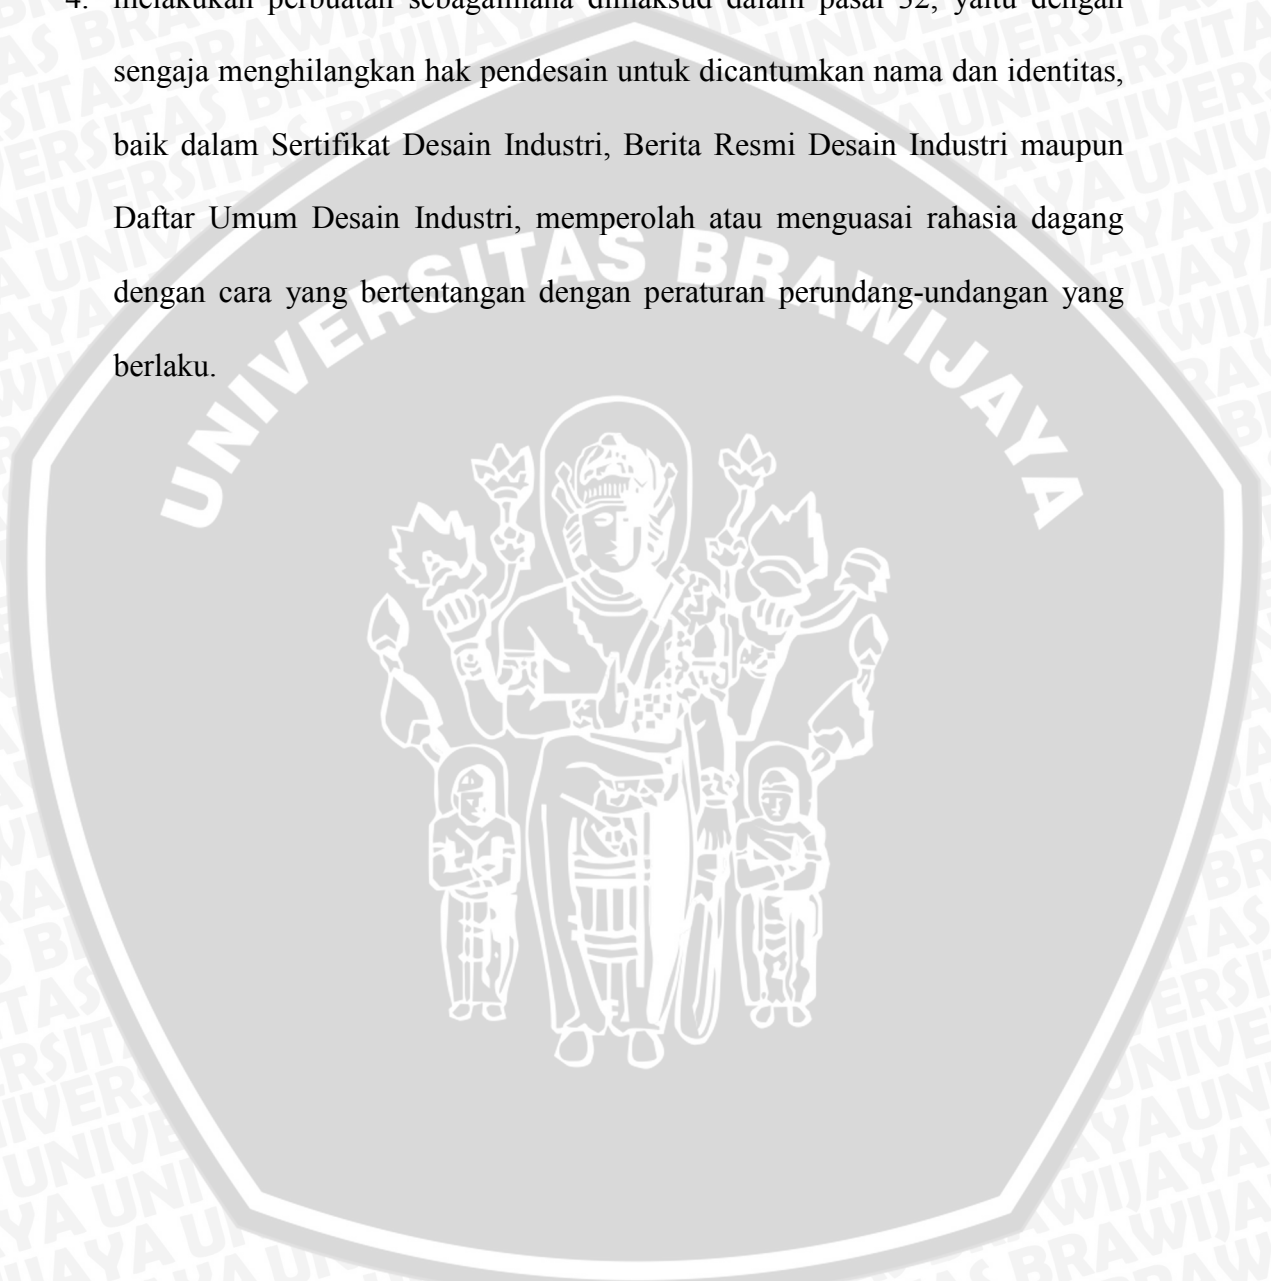 4. melakukan perbuatan sebagaimana dimaksud dalam pasal 32, yaitu dengan
sengaja menghilangkan hak pendesain untuk dicantumkan nama dan identitas,
baik dalam Sertifikat Desain Industri, Berita Resmi Desain Industri maupun
Daftar Umum Desain Industri, memperolah atau menguasai rahasia dagang
dengan cara yang bertentangan dengan peraturan perundang-undangan yang
berlaku.
UNIVERSITAS BRAWIJAYA